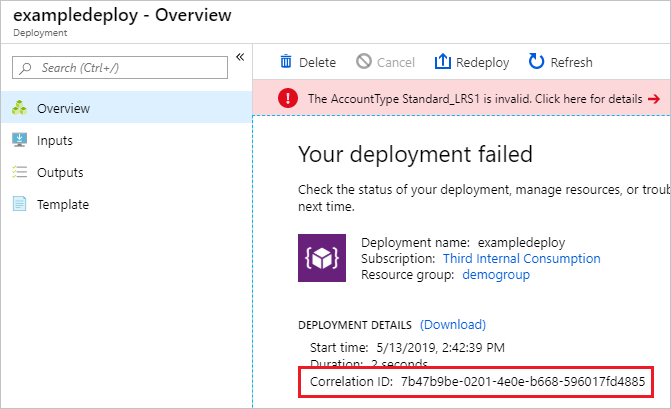 exampledeploy - Overview
Deployment
Search (Ctrl+/)
«
Overview
Inputs
Outputs
Template
Delete
Cancel
Redeploy
Refresh
! The AccountType Standard_LRS1 is invalid. Click here for details →
Your deployment failed
Check the status of your deployment, manage resources, or troub
next time.
Deployment name: exampledeploy
Subscription: Third Internal Consumption
Resource group: demogroup
DEPLOYMENT DETAILS (Download)
Start time: 5/13/2019, 2:42:39 PM
Duration: 2 seconds
Correlation ID: 7b47b9be-0201-4e0e-b668-596017fd4885